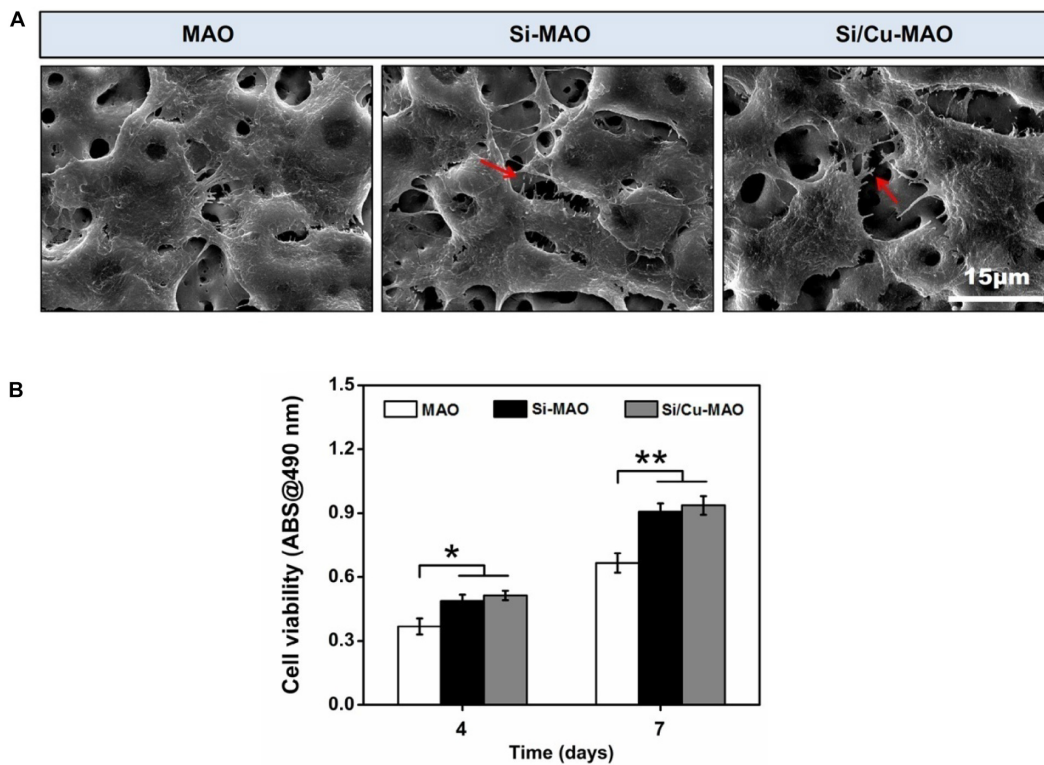 A
MAO Si-MAO Si/Cu-MAO
15μm
B
Cell viability (ABS@490 nm)
1.5
1.2
0.9
0.6
0.3
0.0
MAO Si-MAO Si/Cu-MAO
*
**
4 7
Time (days)